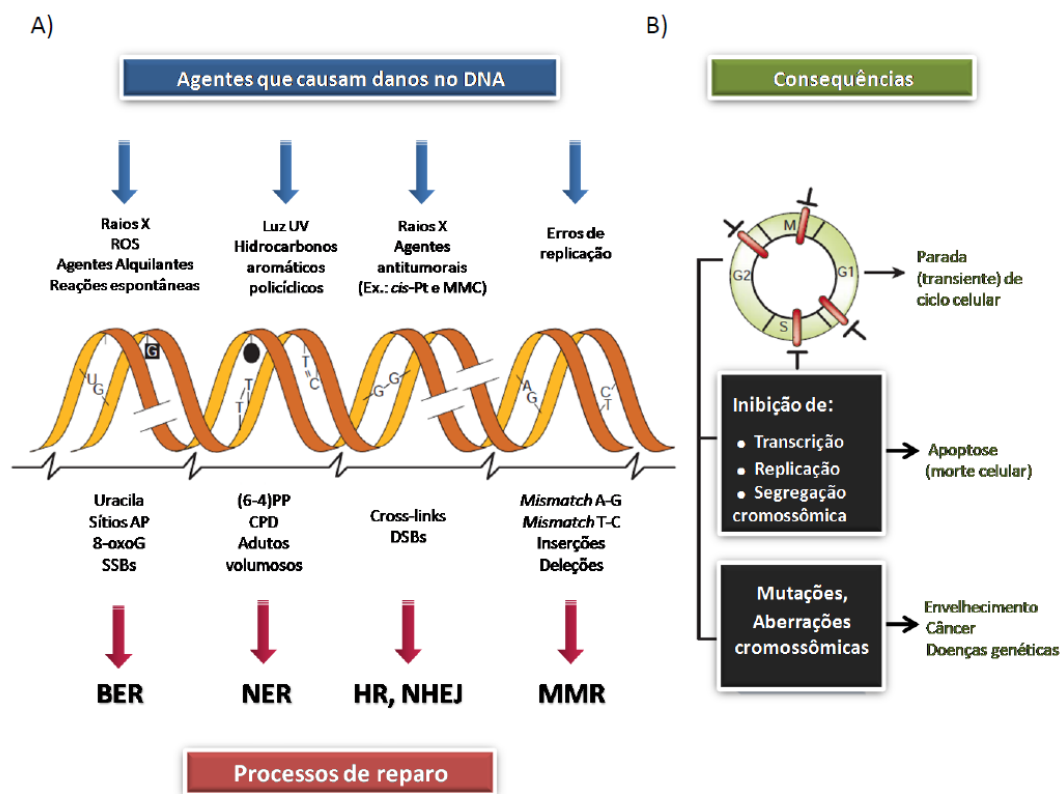 A)
Agentes que causam danos no DNA
Raios X
ROS
Agentes Alquilantes
Reações espontâneas
Luz UV
Hidrocarbonos
aromáticos
policídicos
Raios X
Agentes
antitumorais
(Ex.: cis-Pt e MMC)
Erros de
replicação
G
U
G
T
T
T
C
G
G
A
G
C
T
Uracila
Sítios AP
8-oxoG
SSBs
(6-4)PP
CPD
Adutos
volumosos
Cross-links
DSBs
Mismatch A-G
Mismatch T-C
Inserções
Deleções
BER
NER
HR, NHEJ
MMR
Processos de reparo
B)
Consequências
M
G2
G1
S
Parada
(transiente) de
ciclo celular
Inibição de:
• Transcrição
• Replicação
• Segregação
cromossômica
Apoptose
(morte celular)
Mutações,
Aberrações
cromossômicas
Envelhecimento
Câncer
Doenças genéticas